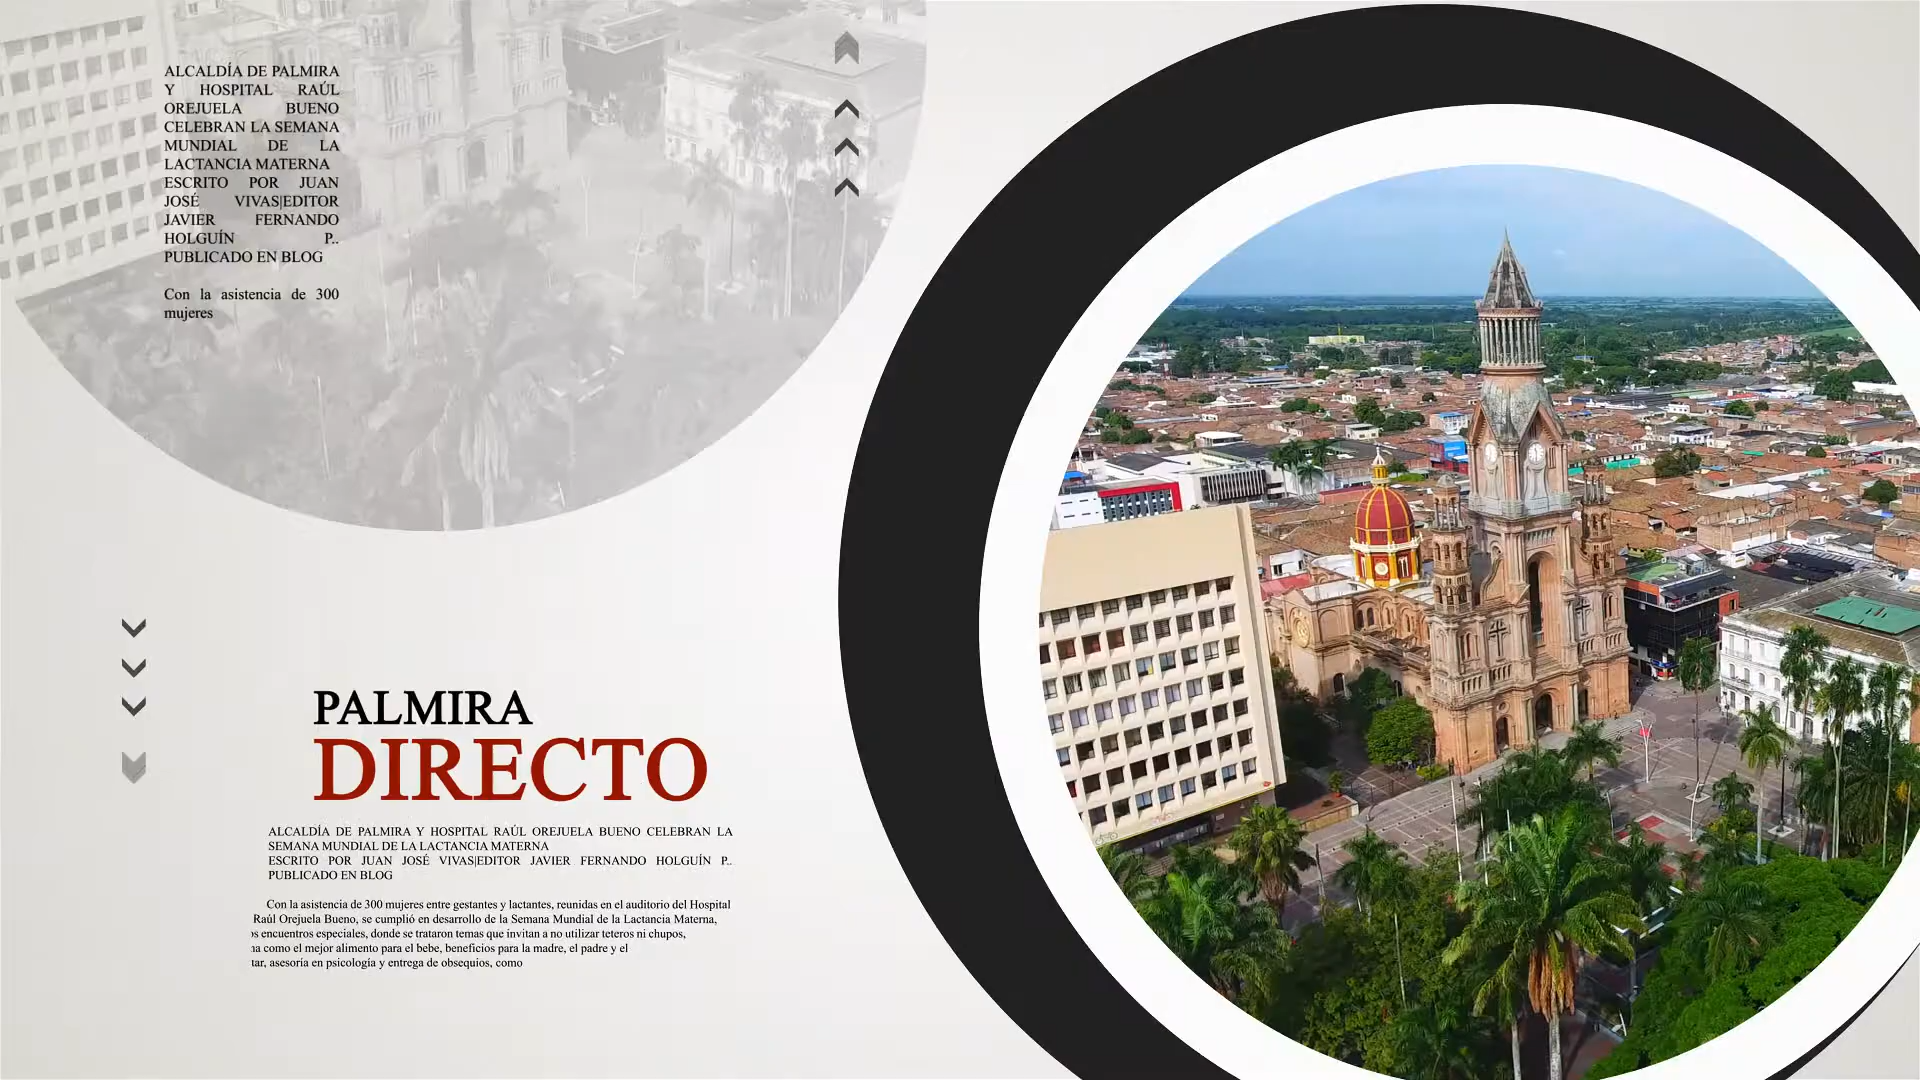 ALCALDÍA DE PALMIRA
Y HOSPITAL RAÚL
OREJUELA BUENO
CELEBRAN LA SEMANA
MUNDIAL DE LA
LACTANCIA MATERNA
ESCRITO POR JUAN
JOSÉ VIVAS|EDITOR
JAVIER FERNANDO
HOLGUÍN P..
PUBLICADO EN BLOG
Con la asistencia de 300
mujeres
PALMIRA
DIRECTO
ALCALDÍA DE PALMIRA Y HOSPITAL RAÚL OREJUELA BUENO CELEBRAN LA
SEMANA MUNDIAL DE LA LACTANCIA MATERNA
ESCRITO POR JUAN JOSÉ VIVAS|EDITOR JAVIER FERNANDO HOLGUÍN P..
PUBLICADO EN BLOG
Con la asistencia de 300 mujeres entre gestantes y lactantes, reunidas en el auditorio del Hospital
Raúl Orejuela Bueno, se cumplió en desarrollo de la Semana Mundial de la Lactancia Materna,
encuentros especiales, donde se trataron temas que invitan a no utilizar teteros ni chupos,
como el mejor alimento para el bebe, beneficios para la madre, el padre y el
asesoria en psicología y entrega de obsequios, como